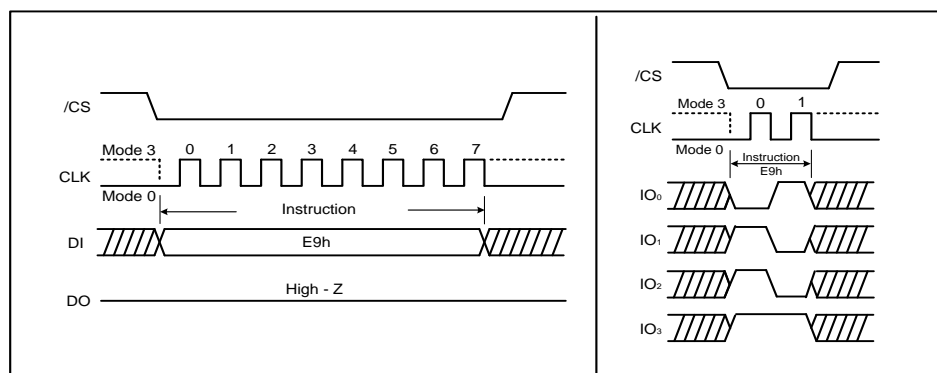 /CS
Mode 3
0 1 2 3 4 5 6 7
CLK
Mode 0
Instruction
DI
E9h
High - Z
DO
/CS
Mode 3
0 1
CLK
Mode 0
Instruction
E9h
IO₀
IO₁
IO₂
IO₃